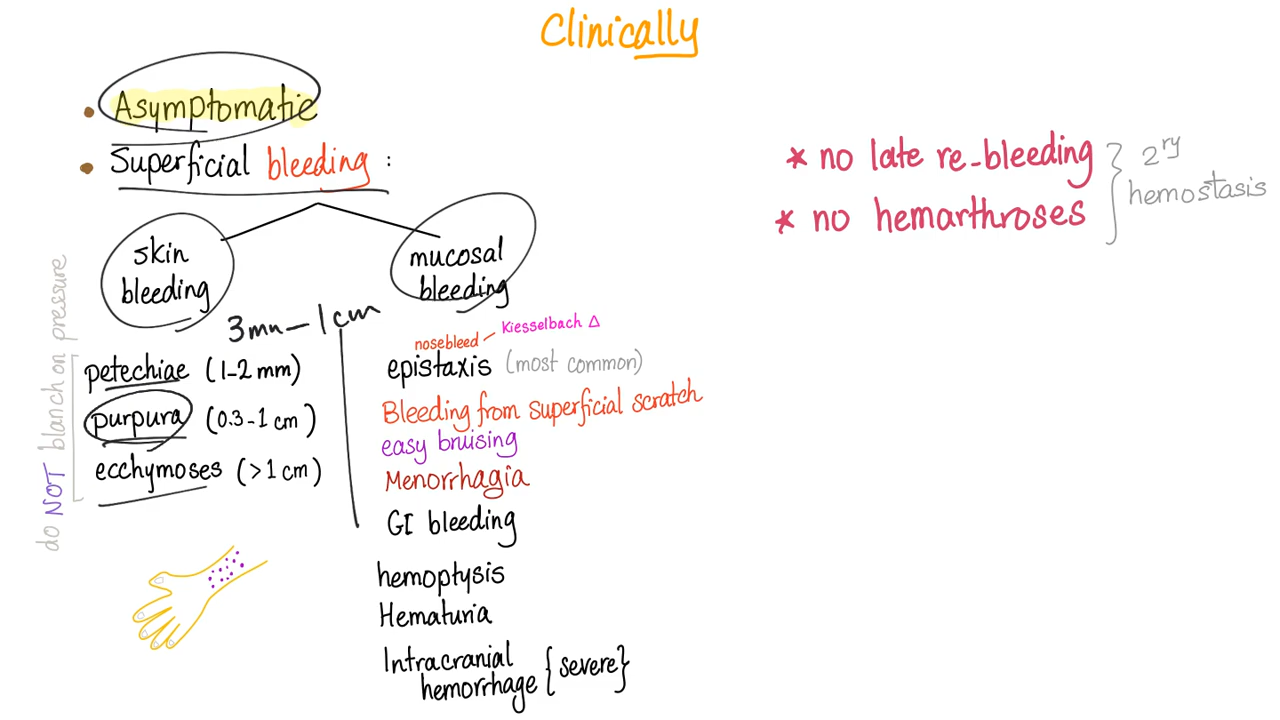 Clinically
• Asymptomatic
• Superficial bleeding :
skin
bleeding
mucosal
bleeding
3mm - 1cm
do NOT blanch on pressure
petechiae (1-2 mm)
purpura (0.3-1 cm)
ecchymoses (>1 cm)
nosebleed - Kiesselbach Δ
epistaxis (most common)
Bleeding from superficial scratch
easy bruising
Menorrhagia
GI bleeding
hemoptysis
Hematuria
Intracranial
hemorrhage {severe}
* no late re-bleeding
* no hemarthroses
2ry
hemostasis